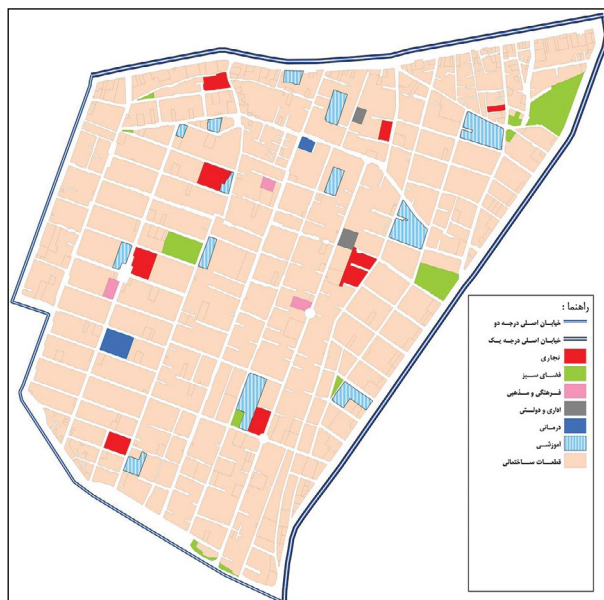 راهنما :
خیابان اصلی درجه دو
خیابان اصلی درجه یک
تجاری
فضای سبز
فرهنگی و مذهبی
اداری و دولتی
درمانی
آموزشی
قطعات ساختمانی